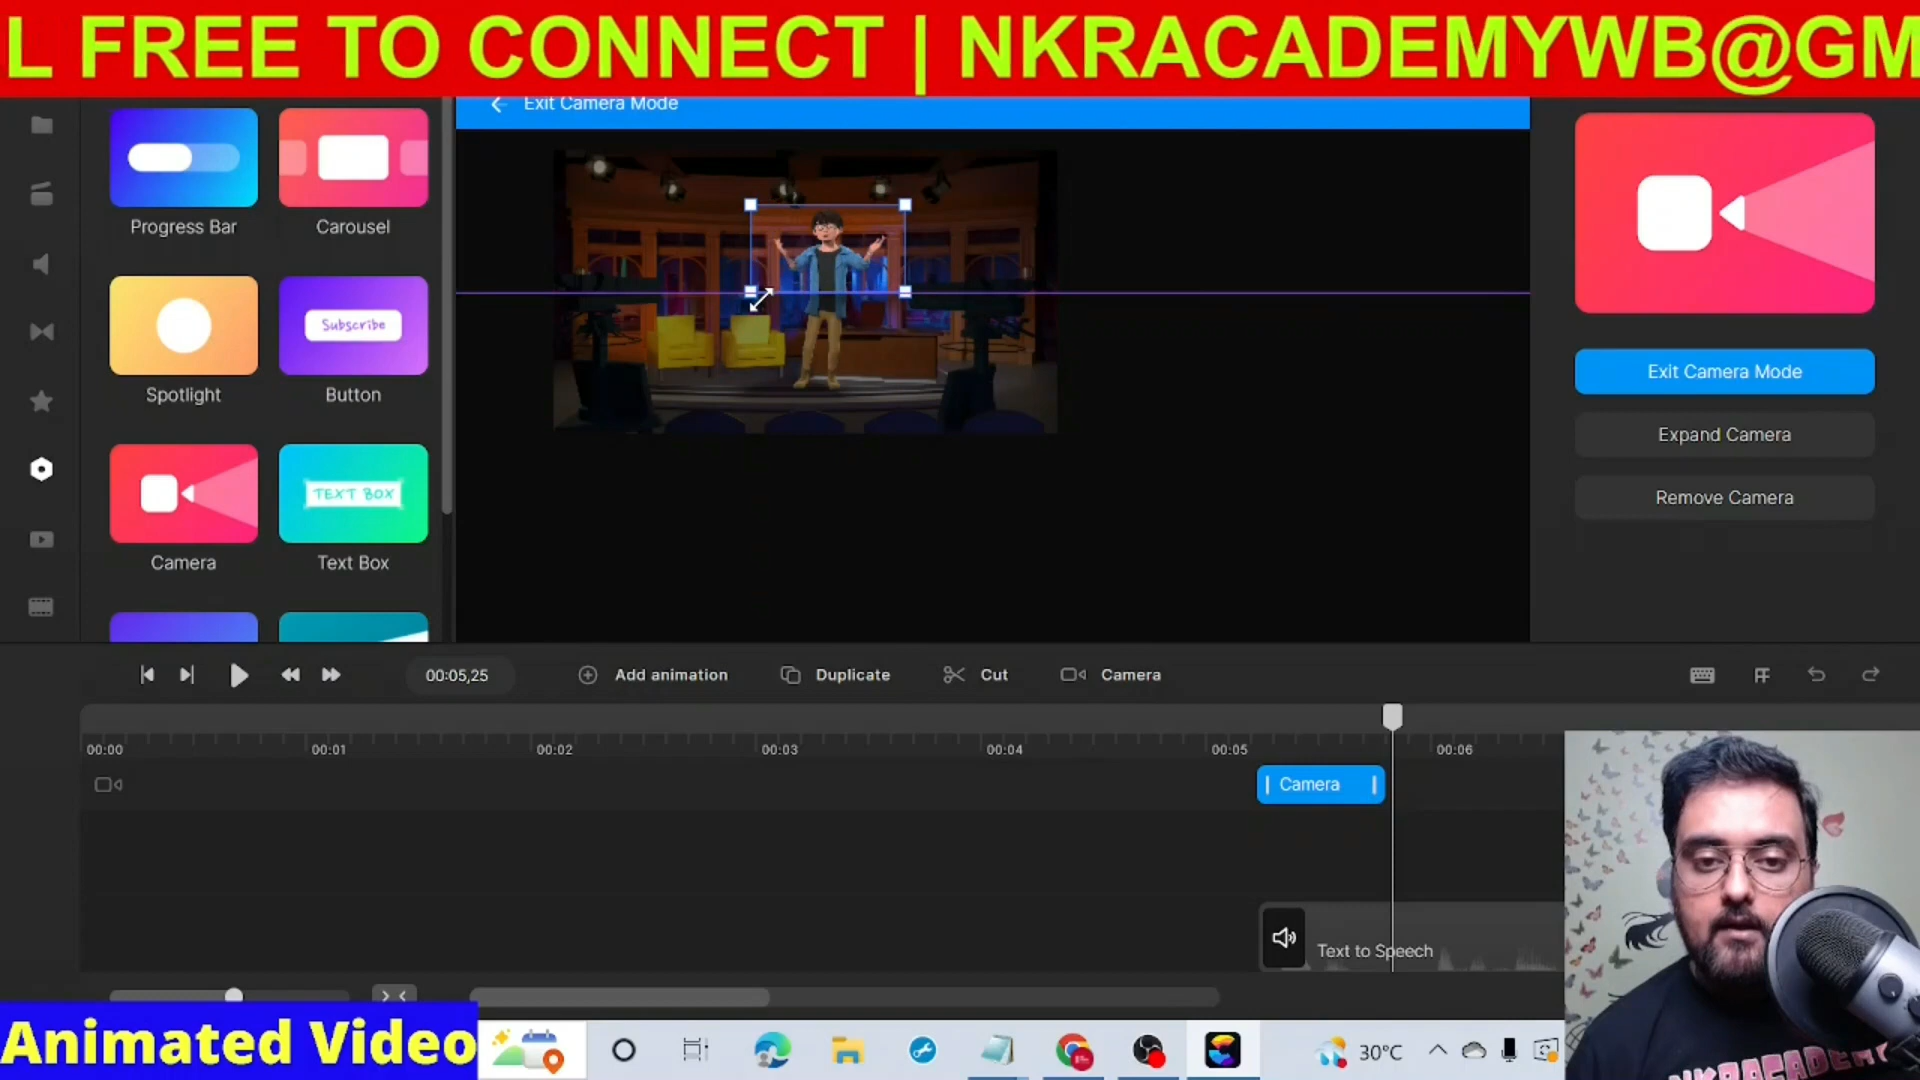 L FREE TO CONNECT | NKRACADEMYWB@GM
Exit Camera Mode
Progress Bar
Carousel
Subscribe
Spotlight
Button
TEXT BOX
Camera
Text Box
Exit Camera Mode
Expand Camera
Remove Camera
00:05,25
Add animation
Duplicate
Cut
Camera
00:00
00:01
00:02
00:03
00:04
00:05
00:06
Camera
Text to Speech
Animated Video
30°C
NKRACADEMY